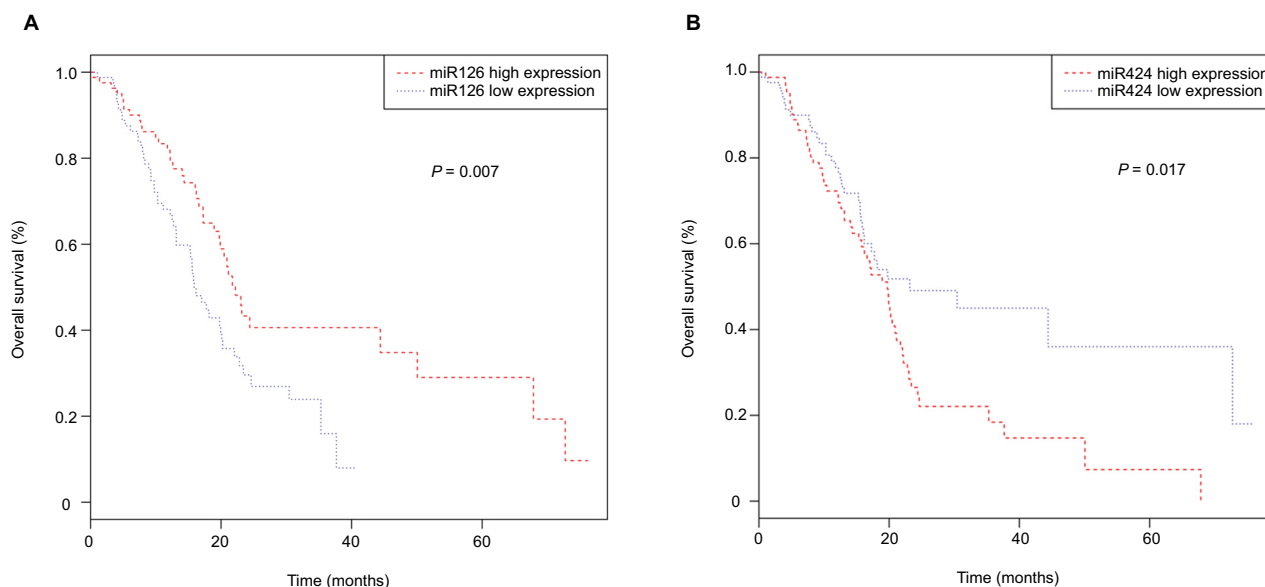 A
miR126 high expression
miR126 low expression
P = 0.007
Overall survival (%)
1.0
0.8
0.6
0.4
0.2
0
0 20 40 60
Time (months)
B
miR424 high expression
miR424 low expression
P = 0.017
Overall survival (%)
1.0
0.8
0.6
0.4
0.2
0
0 20 40 60
Time (months)